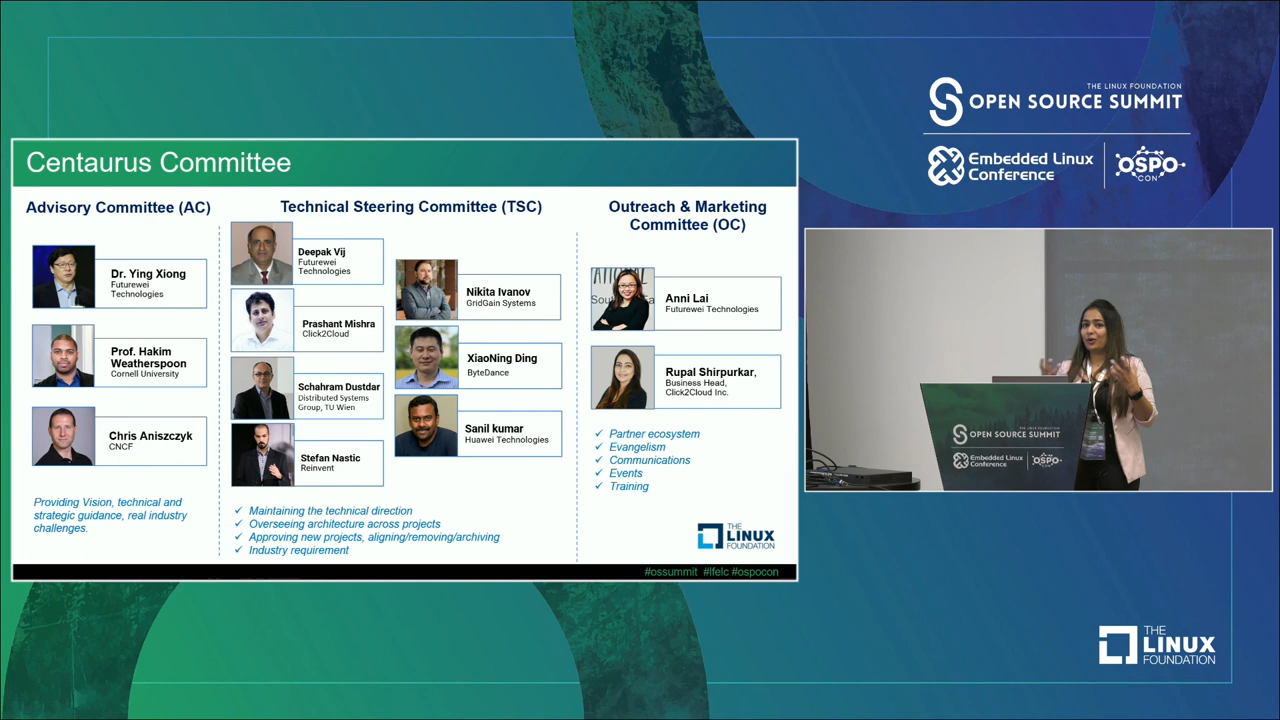 THE LINUX FOUNDATION
OPEN SOURCE SUMMIT
Embedded Linux
Conference
OSPO
CON
Centaurus Committee
Advisory Committee (AC)
Dr. Ying Xiong
Futurewei
Technologies
Prof. Hakim
Weatherspoon
Cornell University
Chris Aniszczyk
CNCF
Providing Vision, technical and
strategic guidance, real industry
challenges.
Technical Steering Committee (TSC)
Deepak Vij
Futurewei
Technologies
Prashant Mishra
Click2Cloud
Schahram Dustdar
Distributed Systems
Group, TU Wien
Stefan Nastic
Reinvent
Nikita Ivanov
GridGain Systems
XiaoNing Ding
ByteDance
Sanil kumar
Huawei Technologies
✓ Maintaining the technical direction
✓ Overseeing architecture across projects
✓ Approving new projects, aligning/removing/archiving
✓ Industry requirement
Outreach & Marketing
Committee (OC)
Anni Lai
Futurewei Technologies
Rupal Shirpurkar,
Business Head,
Click2Cloud Inc.
✓ Partner ecosystem
✓ Evangelism
✓ Communications
✓ Events
✓ Training
THE
LINUX
FOUNDATION
#ossummit #lfelc #ospocon
OPEN SOURCE SUMMIT
Embedded Linux
Conference
OSPO
CON
THE
LINUX
FOUNDATION